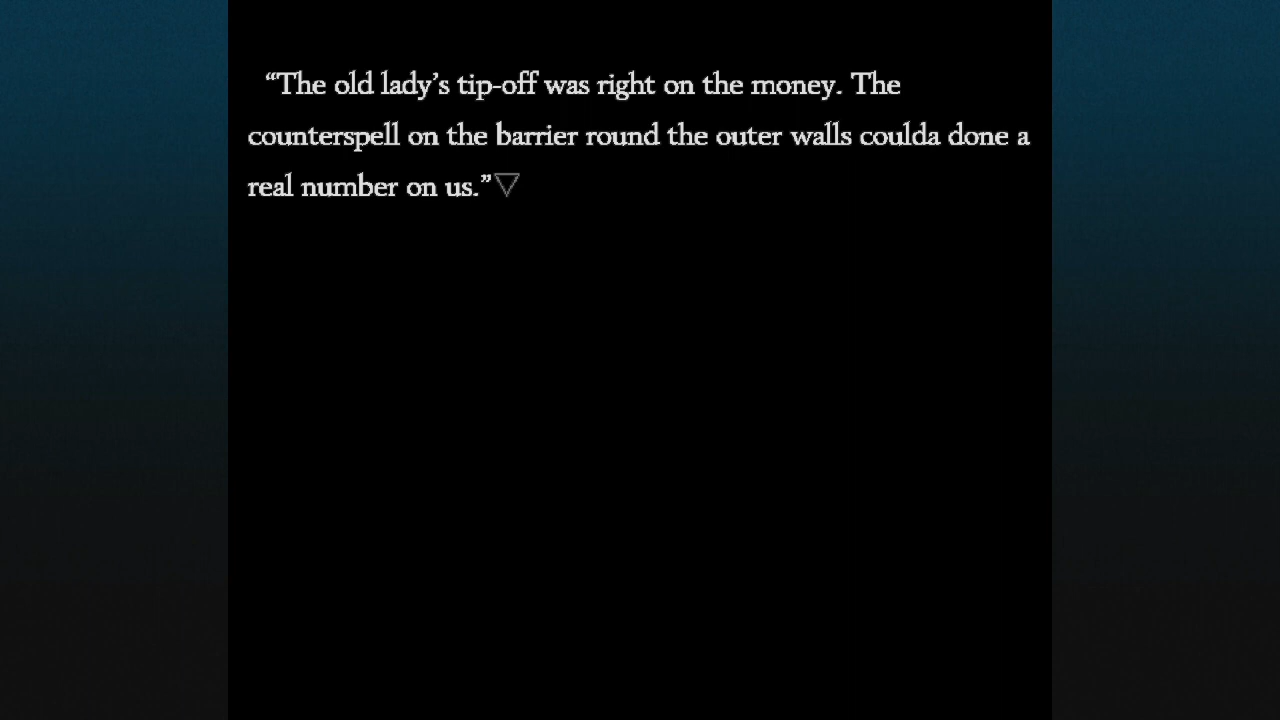 “The old lady’s tip-off was right on the money. The
counterspell on the barrier round the outer walls coulda done a
real number on us.”▽